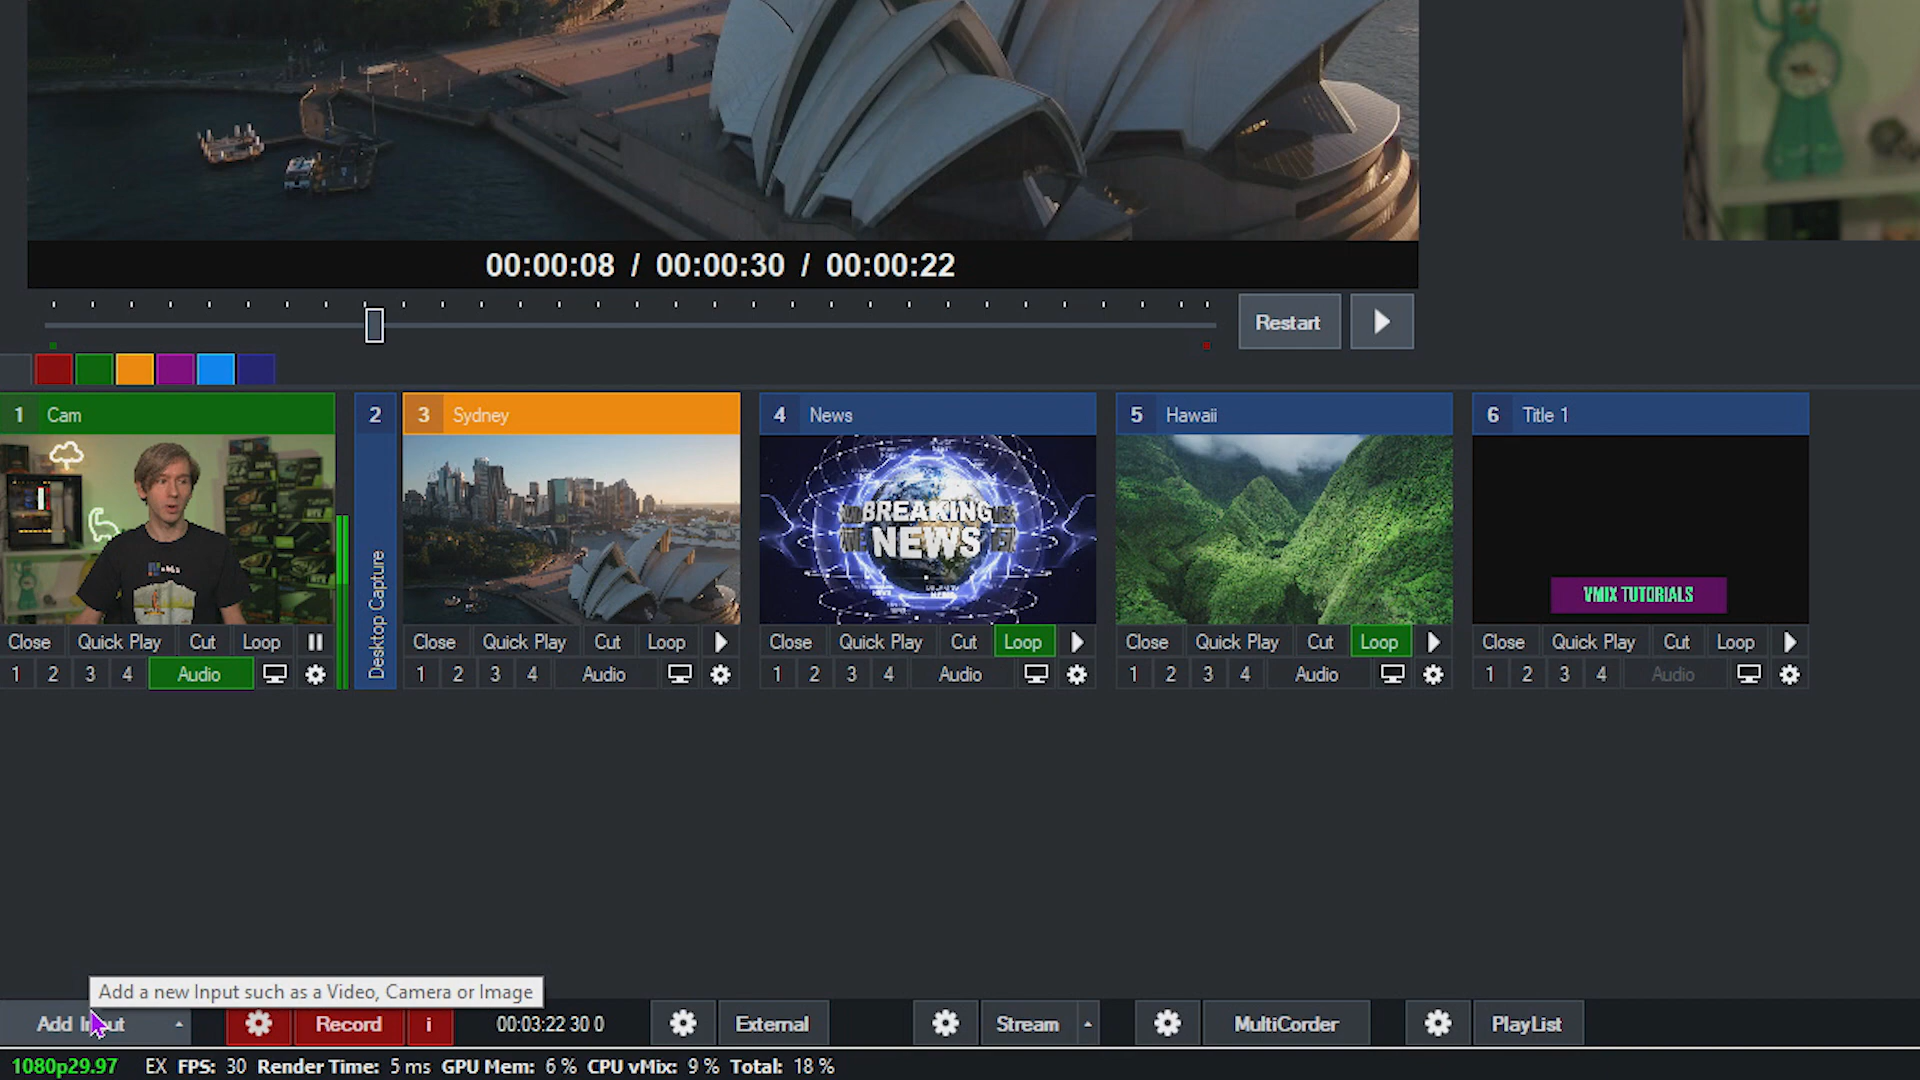 00:00:08 / 00:00:30 / 00:00:22
Restart
1 Cam
2
Desktop Capture
3 Sydney
4 News
5 Hawaii
6 Title 1
BREAKING
NEWS
VMIX TUTORIALS
Close Quick Play Cut Loop
Close Quick Play Cut Loop
Close Quick Play Cut Loop
Close Quick Play Cut Loop
Close Quick Play Cut Loop
1 2 3 4 Audio
1 2 3 4 Audio
1 2 3 4 Audio
1 2 3 4 Audio
1 2 3 4 Audio
Add a new Input such as a Video, Camera or Image
Add Input
Record
i
00:03:22 30 0
External
Stream
MultiCorder
PlayList
1080p29.97 EX FPS: 30 Render Time: 5 ms GPU Mem: 6 % CPU vMix: 9 % Total: 18 %